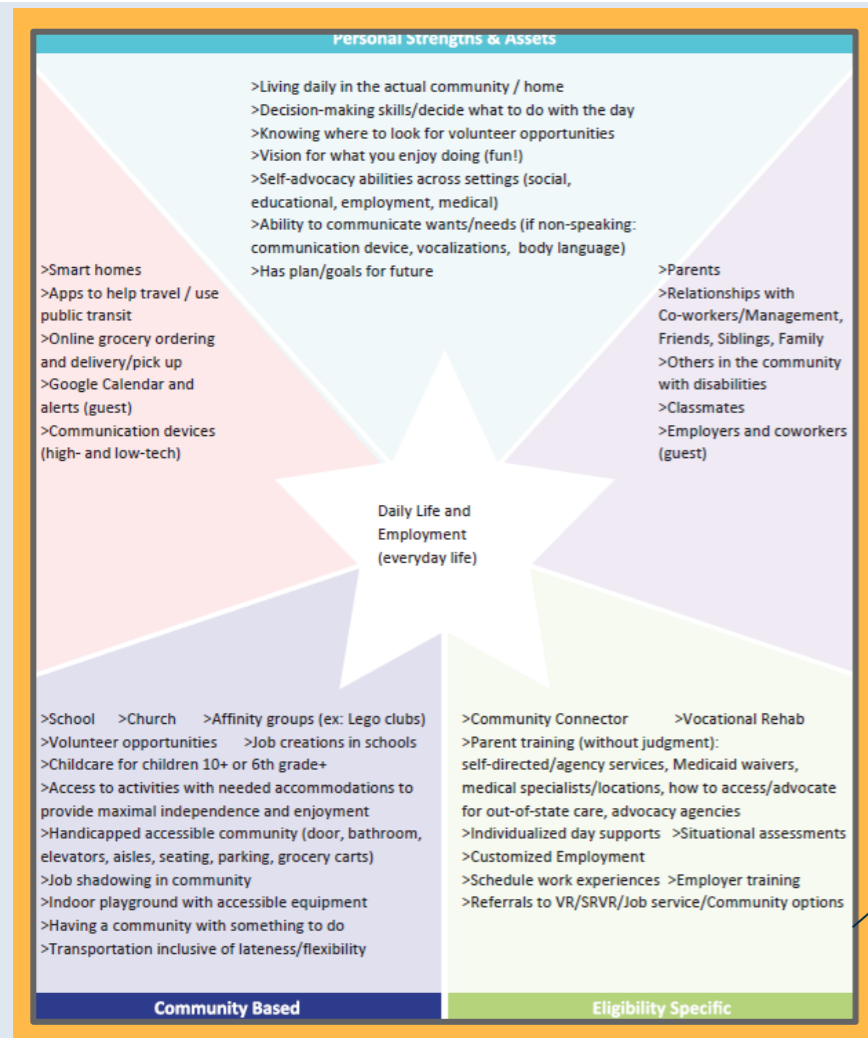 Personal Strengths & Assets
>Living daily in the actual community / home
>Decision-making skills/decide what to do with the day
>Knowing where to look for volunteer opportunities
>Vision for what you enjoy doing (fun!)
>Self-advocacy abilities across settings (social,
educational, employment, medical)
>Ability to communicate wants/needs (if non-speaking:
communication device, vocalizations, body language)
>Has plan/goals for future
>Smart homes
>Apps to help travel / use
public transit
>Online grocery ordering
and delivery/pick up
>Google Calendar and
alerts (guest)
>Communication devices
(high- and low-tech)
>Parents
>Relationships with
Co-workers/Management,
Friends, Siblings, Family
>Others in the community
with disabilities
>Classmates
>Employers and coworkers
(guest)
Daily Life and
Employment
(everyday life)
>School >Church >Affinity groups (ex: Lego clubs)
>Volunteer opportunities >Job creations in schools
>Childcare for children 10+ or 6th grade+
>Access to activities with needed accommodations to
provide maximal independence and enjoyment
>Handicapped accessible community (door, bathroom,
elevators, aisles, seating, parking, grocery carts)
>Job shadowing in community
>Indoor playground with accessible equipment
>Having a community with something to do
>Transportation inclusive of lateness/flexibility
>Community Connector >Vocational Rehab
>Parent training (without judgment):
self-directed/agency services, Medicaid waivers,
medical specialists/locations, how to access/advocate
for out-of-state care, advocacy agencies
>Individualized day supports >Situational assessments
>Customized Employment
>Schedule work experiences >Employer training
>Referrals to VR/SRVR/Job service/Community options
Community Based
Eligibility Specific